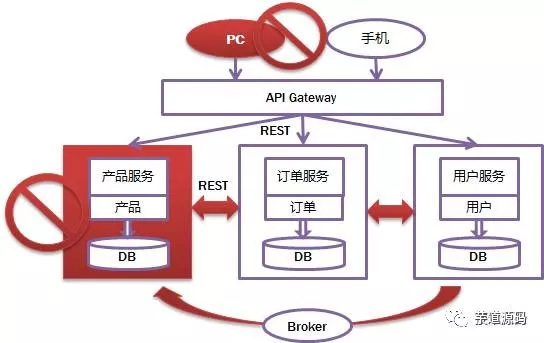 PC
手机
API Gateway
REST
产品服务
产品
DB
REST
订单服务
订单
DB
用户服务
用户
DB
Broker
芋道源码